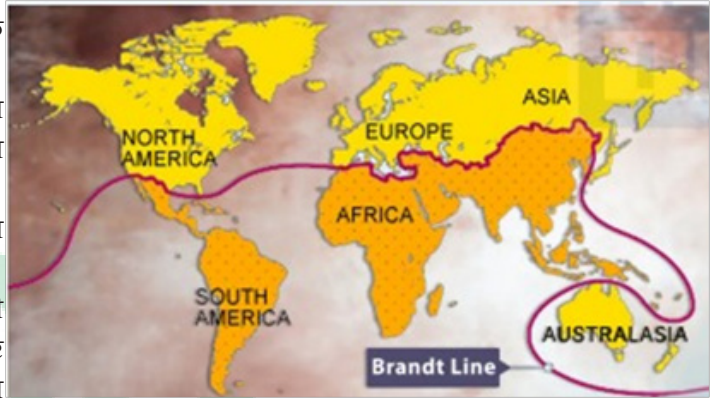 ASIA
EUROPE
NORTH
AMERICA
AFRICA
SOUTH
AMERICA
AUSTRALASIA
Brandt Line